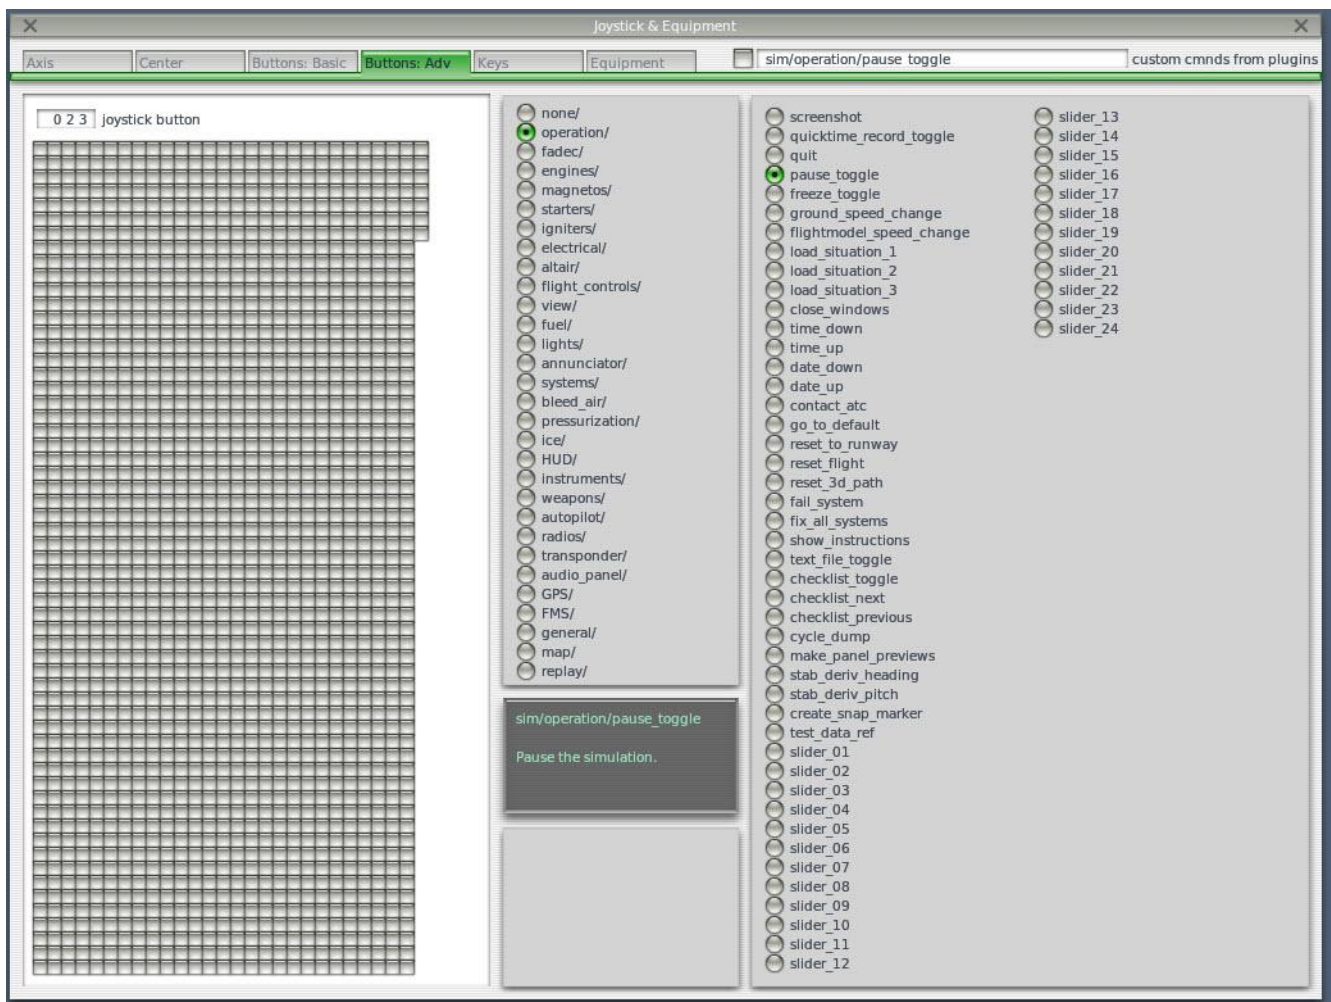 Joystick & Equipment
Axis
Center
Buttons: Basic
Buttons: Adv
Keys
Equipment
sim/operation/pause toggle
custom cmnds from plugins
0 2 3 joystick button
none/
operation/
fadec/
engines/
magnetos/
starters/
igniters/
electrical/
altair/
flight_controls/
view/
fuel/
lights/
annunciator/
systems/
bleed_air/
pressurization/
ice/
HUD/
instruments/
weapons/
autopilot/
radios/
transponder/
audio_panel/
GPS/
FMS/
general/
map/
replay/
sim/operation/pause_toggle
Pause the simulation.
screenshot
quicktime_record_toggle
quit
pause_toggle
freeze_toggle
ground_speed_change
flightmodel_speed_change
load_situation_1
load_situation_2
load_situation_3
close_windows
time_down
time_up
date_down
date_up
contact_atc
go_to_default
reset_to_runway
reset_flight
reset_3d_path
fail_system
fix_all_systems
show_instructions
text_file_toggle
checklist_toggle
checklist_next
checklist_previous
cycle_dump
make_panel_previews
stab_deriv_heading
stab_deriv_pitch
create_snap_marker
test_data_ref
slider_01
slider_02
slider_03
slider_04
slider_05
slider_06
slider_07
slider_08
slider_09
slider_10
slider_11
slider_12
slider_13
slider_14
slider_15
slider_16
slider_17
slider_18
slider_19
slider_20
slider_21
slider_22
slider_23
slider_24